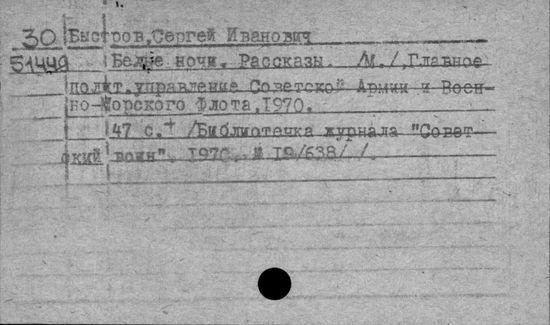 30 Быстров,Сергей Иванович
51449 Белые ночи. Рассказы. /М./,Главное
полит.управление Советской Армии и Воен-
но-Морского Флота,1970.
47 с. /Библиотечка журнала "Совет-
ский воин". 1970. № 19/638/ /.